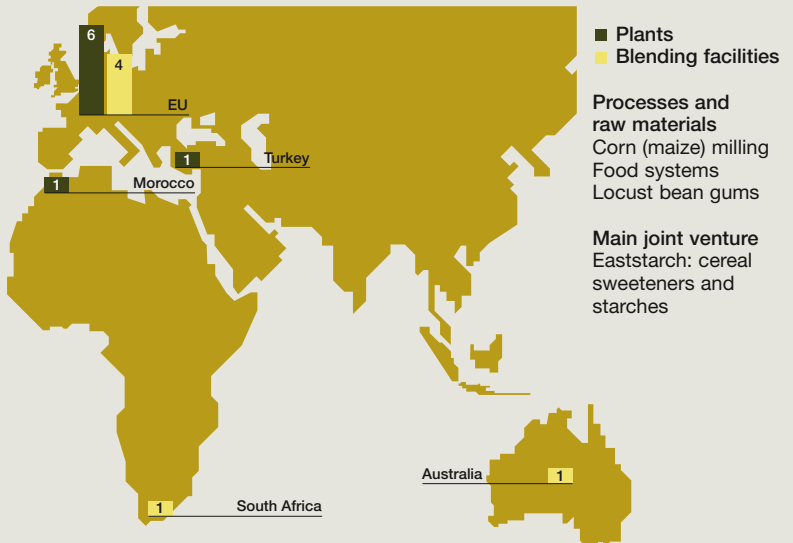 6
4
EU
1
Turkey
1
Morocco
1
South Africa
Australia
1
Plants
Blending facilities
Processes and
raw materials
Corn (maize) milling
Food systems
Locust bean gums
Main joint venture
Eaststarch: cereal
sweeteners and
starches